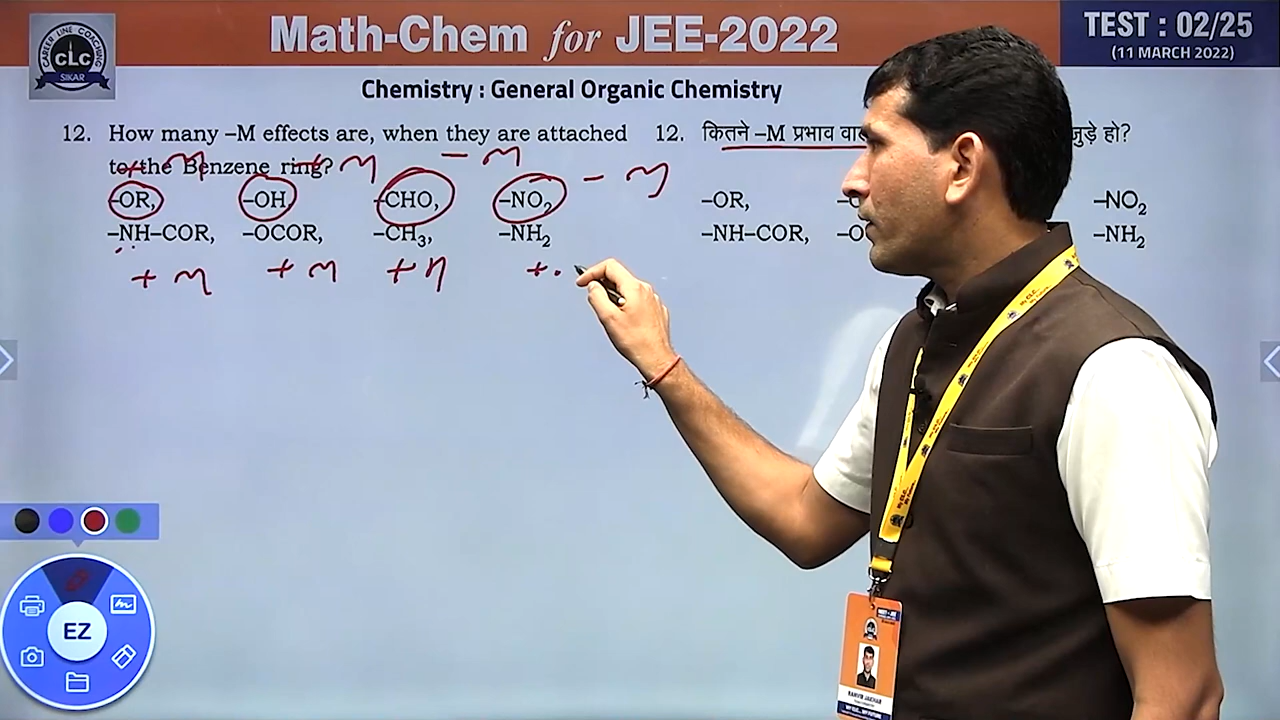 Math-Chem for JEE-2022
TEST : 02/25
(11 MARCH 2022)
CAREER LINE COACHING
CLC
SIKAR
Chemistry : General Organic Chemistry
12. How many –M effects are, when they are attached
to the Benzene ring?
+ M + M – M – M
–OR, –OH –CHO, –NO₂
–NH–COR, –OCOR, –CH₃, –NH₂
+ M + M + H +
12. कितने –M प्रभाव जुड़े हो?
–OR, –NO₂
–NH–COR, –NH₂
EZ